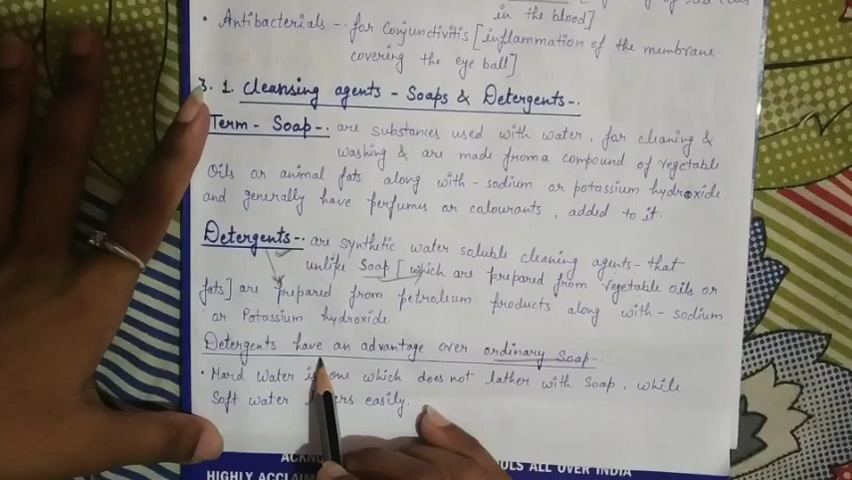 in the blood]
• Antibacterials -. for Conjunctivitis [inflammation of the membrane
covering the eye ball]
3. 1. Cleansing agents - Soaps & Detergents-.
Term - Soap-. are substances used with water, for cleaning &
washing & are made from a compound of vegetable
Oils or animal fats along with - sodium or potassium hydroxide
and generally have perfumes or colourants, added to it.
Detergents-. are synthetic water soluble cleaning agents - that
unlike Soap [which are prepared from vegetable oils or
fats] are prepared from petroleum products along with - sodium
or Potassium hydroxide
Detergents have an advantage over ordinary Soap-.
• Hard Water is one which does not lather with Soap, while
Soft water easily.
HIGHLY ACCLAIM OLS ALL OVER INDIA